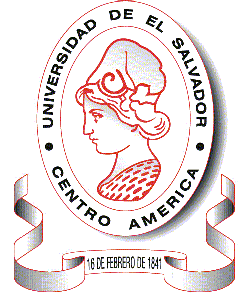 UNIVERSIDAD DE EL SALVADOR
CENTRO AMERICA
16 DE FEBRERO DE 1841